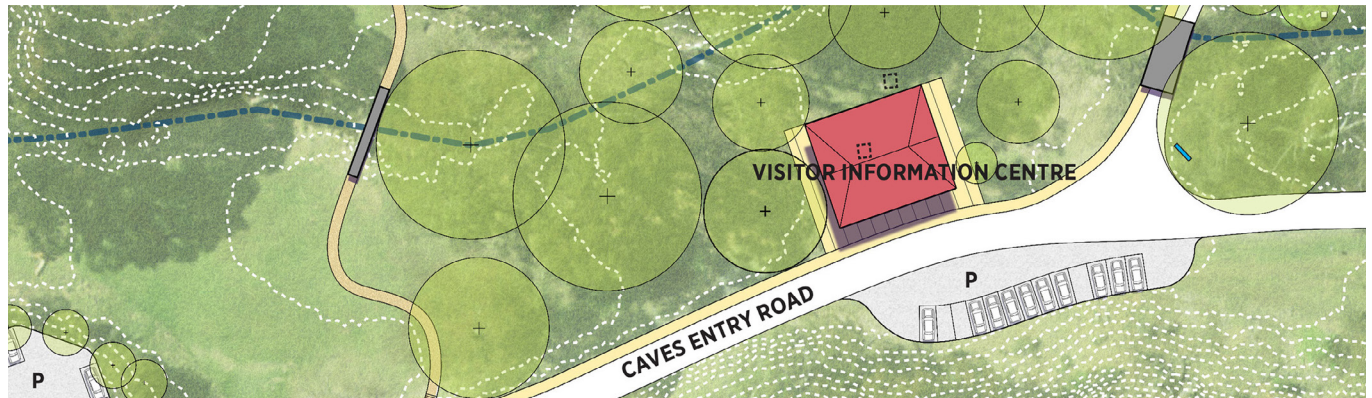 VISITOR INFORMATION CENTRE
P
CAVES ENTRY ROAD
P